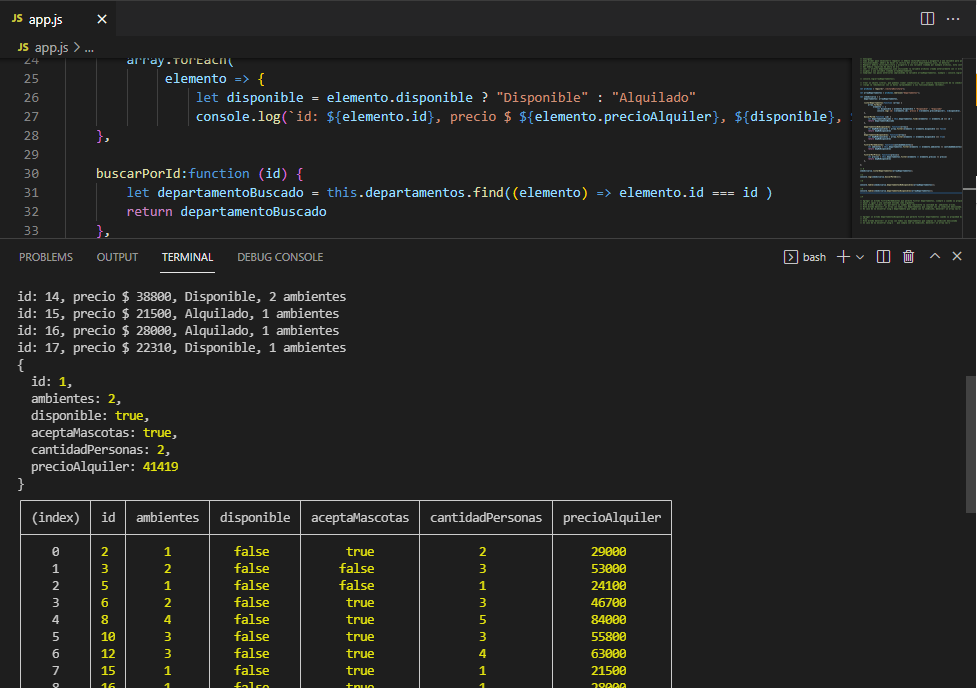 JS app.js ×
JS app.js > ...
24 array.forEach(
25 elemento => {
26 let disponible = elemento.disponible ? "Disponible" : "Alquilado"
27 console.log(`id: ${elemento.id}, precio $ ${elemento.precioAlquiler}, ${disponible},
28 },
29
30 buscarPorId:function (id) {
31 let departamentoBuscado = this.departamentos.find((elemento) => elemento.id === id )
32 return departamentoBuscado
33 },
PROBLEMS OUTPUT TERMINAL DEBUG CONSOLE bash
id: 14, precio $ 38800, Disponible, 2 ambientes
id: 15, precio $ 21500, Alquilado, 1 ambientes
id: 16, precio $ 28000, Alquilado, 1 ambientes
id: 17, precio $ 22310, Disponible, 1 ambientes
{
id: 1,
ambientes: 2,
disponible: true,
aceptaMascotas: true,
cantidadPersonas: 2,
precioAlquiler: 41419
}
(index) id ambientes disponible aceptaMascotas cantidadPersonas precioAlquiler
0 2 1 false true 2 29000
1 3 2 false false 3 53000
2 5 1 false false 1 24100
3 6 2 false true 3 46700
4 8 4 false true 5 84000
5 10 3 false true 3 55800
6 12 3 false true 4 63000
7 15 1 false true 1 21500
8 16 1 false true 1 28000